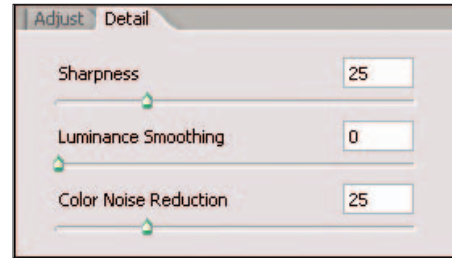 Adjust Detail
Sharpness 25
Luminance Smoothing 0
Color Noise Reduction 25